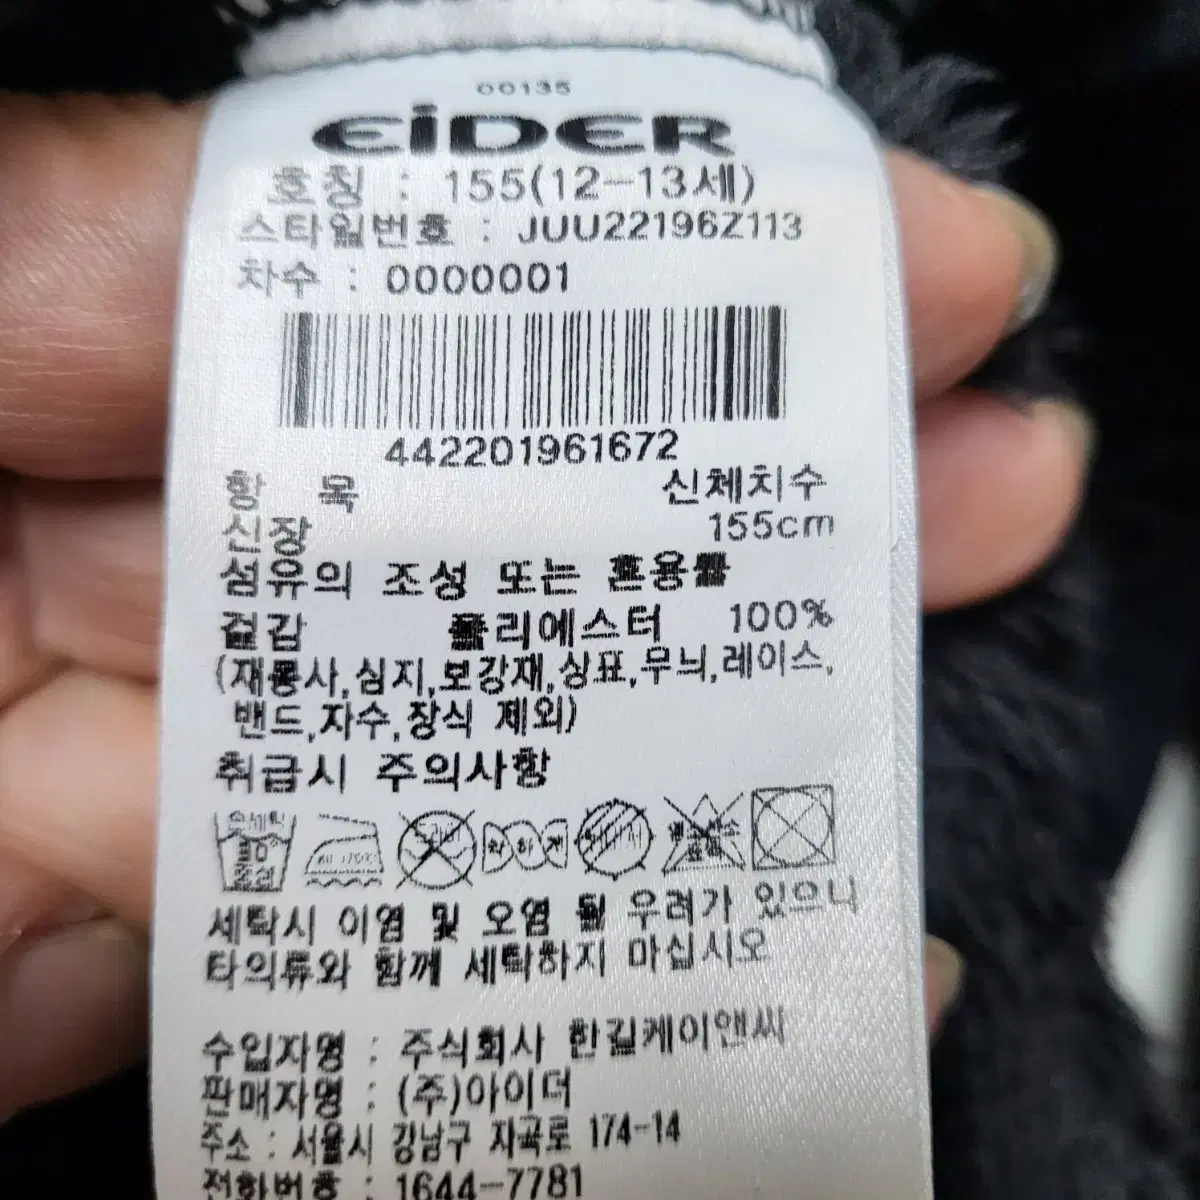 00135
EiDER
호칭 : 155(12-13세)
스타일번호 : JUU22196Z113
차수 : 0000001
442201961672
항 목 신체치수
신장 155cm
섬유의 조성 또는 혼용률
겉감 폴리에스터 100%
(재봉사,심지,보강재,상표,무늬,레이스,
밴드,자수,장식 제외)
취급시 주의사항
세탁시 이염 및 오염 될 우려가 있으니
타의류와 함께 세탁하지 마십시오
수입자명 : 주식회사 한길케이앤씨
판매자명 : (주)아이더
주소 : 서울시 강남구 자곡로 174-14
전화번호 : 1644-7781